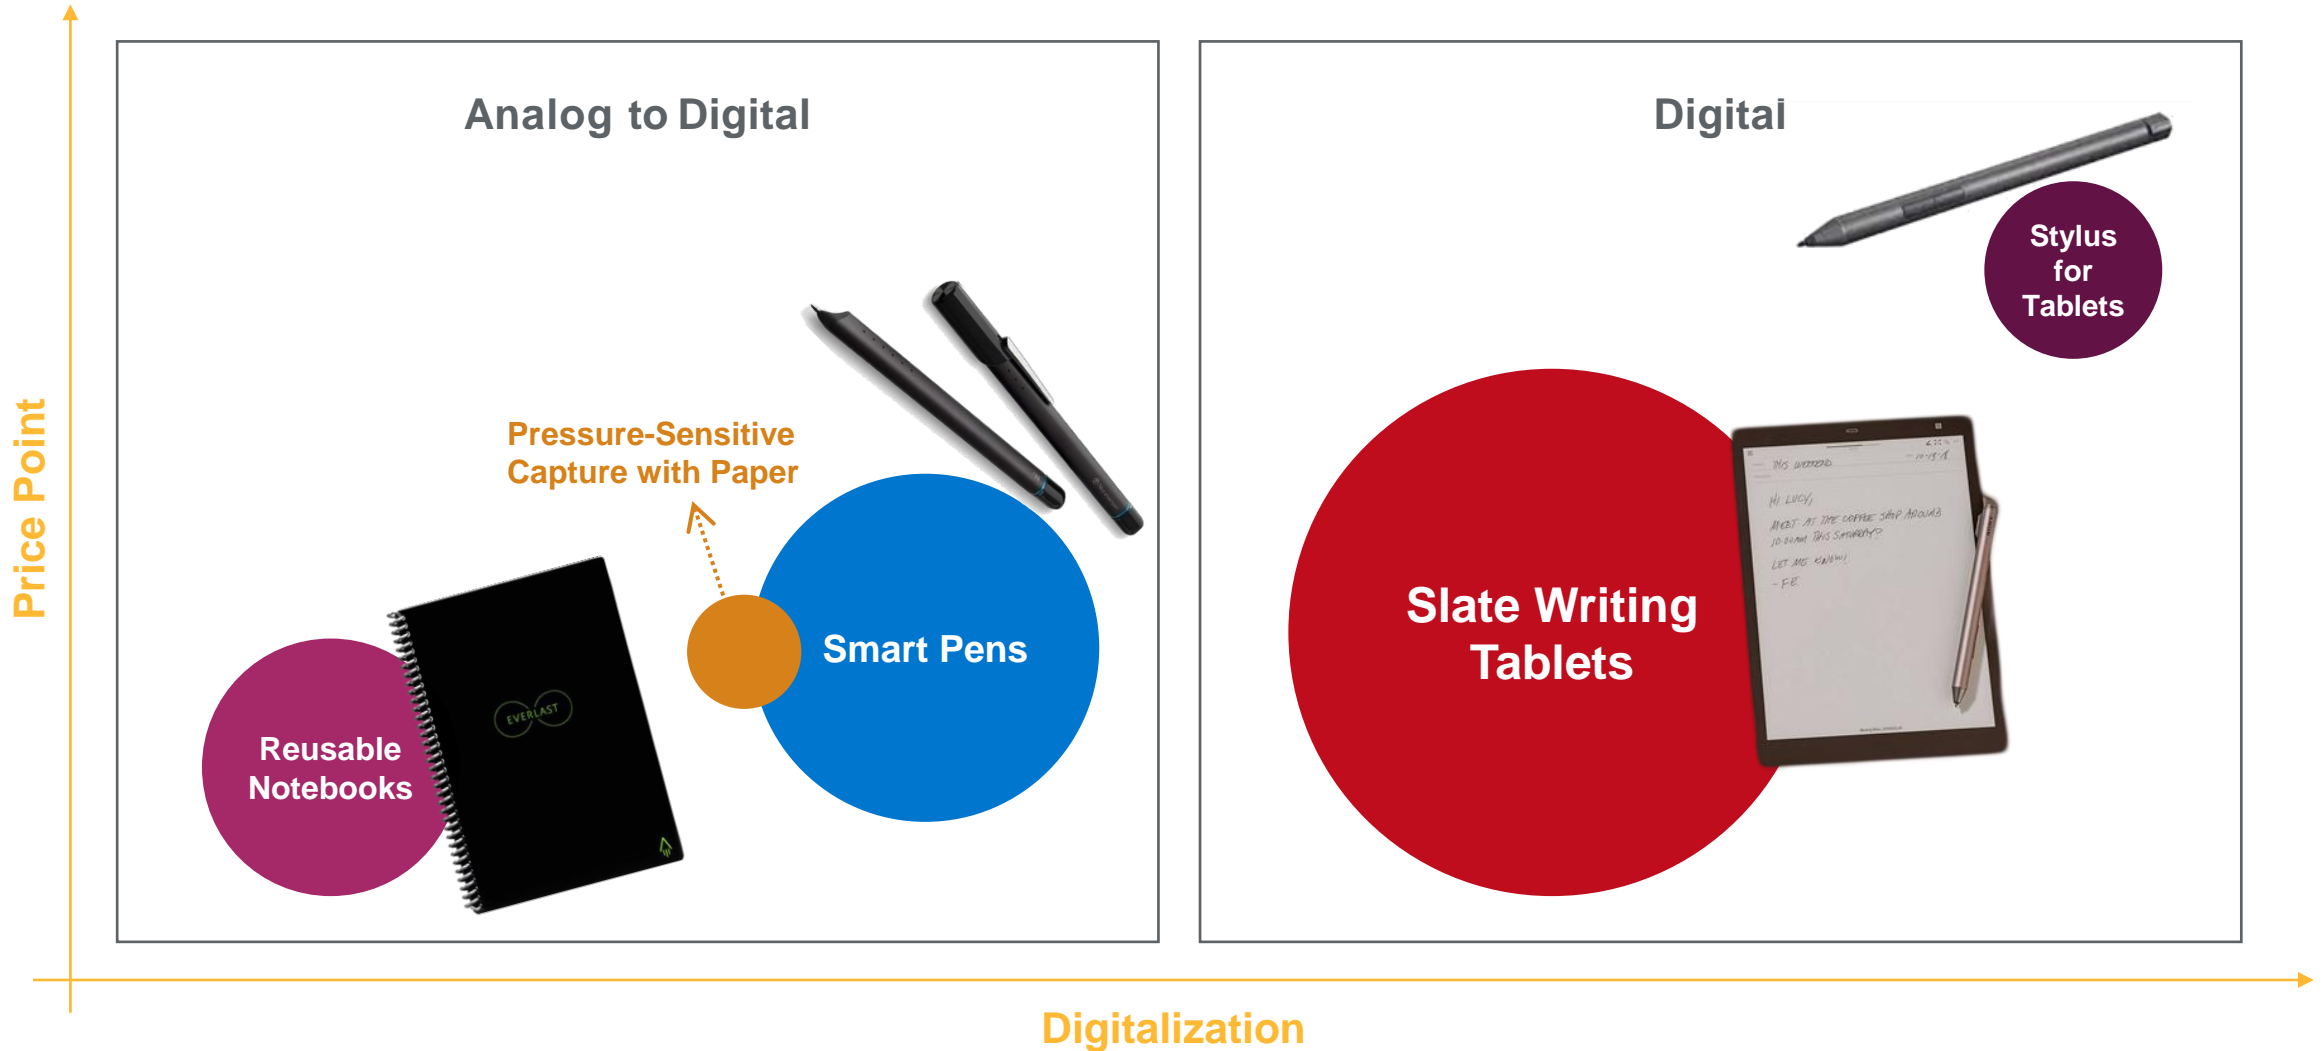 Analog to Digital
Digital
Stylus
for
Tablets
Pressure-Sensitive
Capture with Paper
Price Point
THIS WEEKEND
HI LUCY,
MEET AT THE COFFEE SHOP AROUND
10:00AM THIS SATURDAY?
LET ME KNOW!
- F.E
Slate Writing
Tablets
Smart Pens
EVERLAST
Reusable
Notebooks
Digitalization